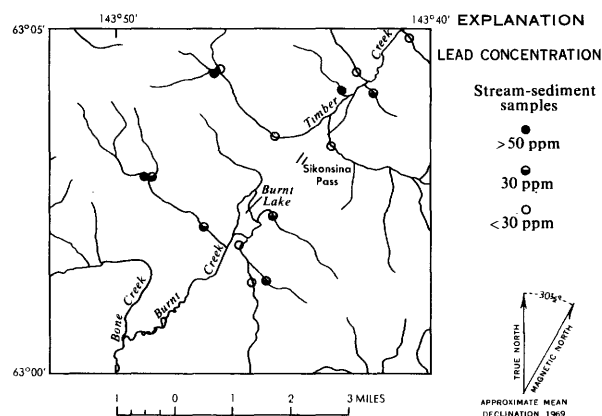 143°50'
143°40'
63°05'
EXPLANATION
LEAD CONCENTRATION
Stream-sediment
samples
>50 ppm
30 ppm
<30 ppm
Creek
Timber
Sikonsina
Pass
Burnt
Lake
Creek
Burnt
Creek
Bone
63°00'
1 0 1 2 3 MILES
TRUE NORTH
MAGNETIC NORTH
APPROXIMATE MEAN
DECLINATION 1969